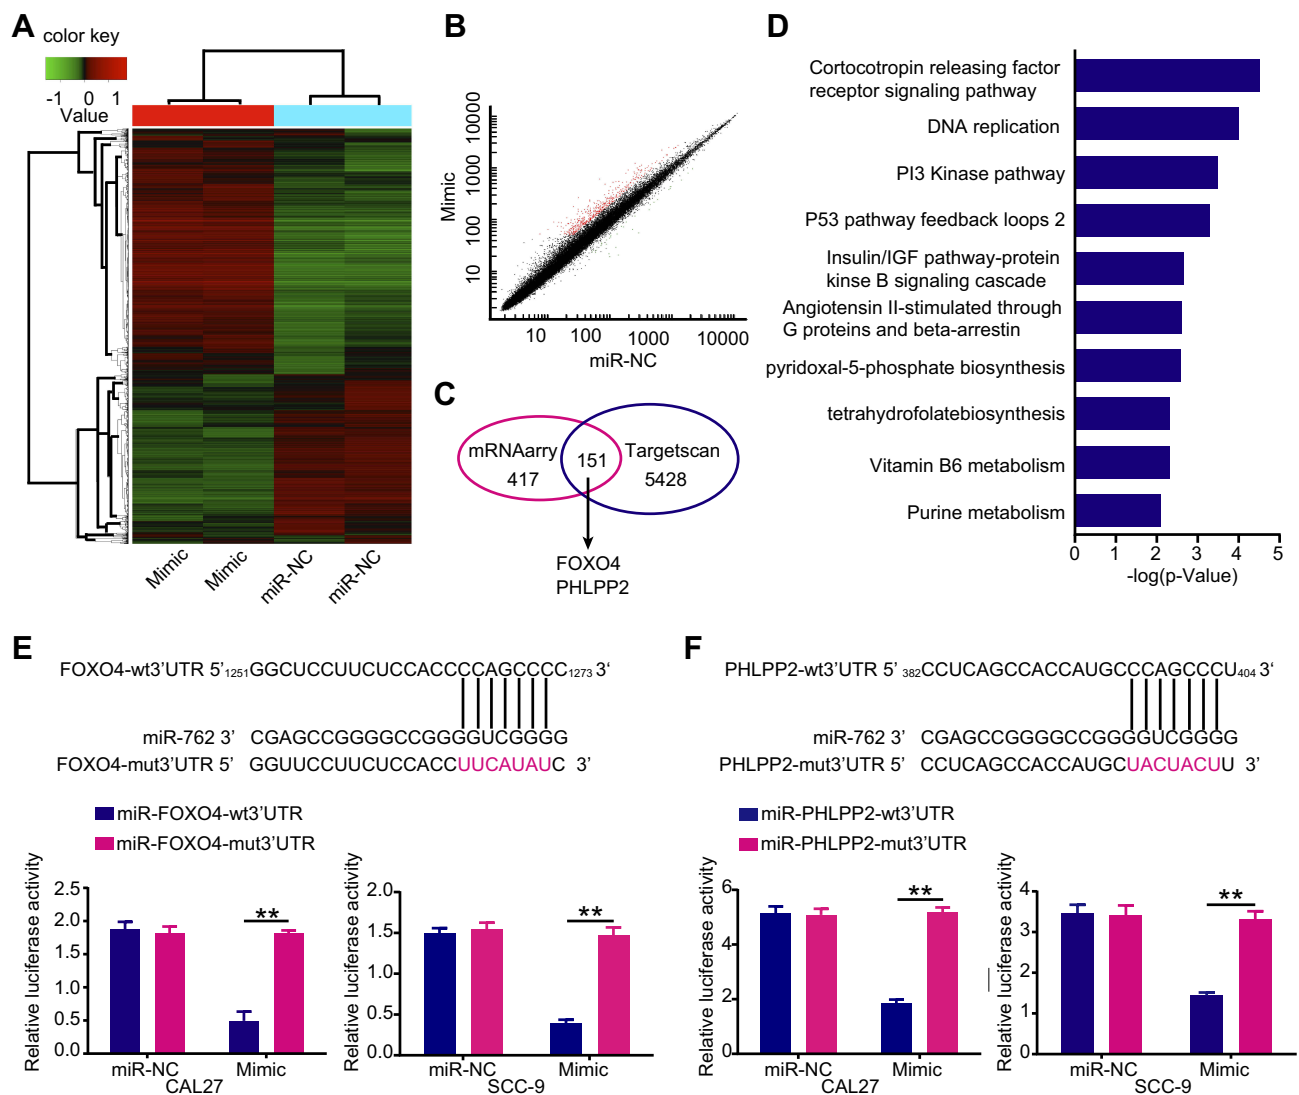 A
color key
-1 0 1
Value
Mimic
Mimic
miR-NC
miR-NC
B
Mimic
10 100 1000 10000
10 100 1000 10000
miR-NC
C
mRNAarry
417
151
Targetscan
5428
FOXO4
PHLPP2
D
Cortocotropin releasing factor
receptor signaling pathway
DNA replication
PI3 Kinase pathway
P53 pathway feedback loops 2
Insulin/IGF pathway-protein
kinse B signaling cascade
Angiotensin II-stimulated through
G proteins and beta-arrestin
pyridoxal-5-phosphate biosynthesis
tetrahydrofolatebiosynthesis
Vitamin B6 metabolism
Purine metabolism
0 1 2 3 4 5
-log(p-Value)
E
FOXO4-wt3'UTR 5' 1251GGCUCCUUCUCCACCCCAGCCCC1273 3'
miR-762 3' CGAGCCGGGGCCGGGGGUCGGGG
FOXO4-mut3'UTR 5' GGUUCCUUCUCCACCUUCAUAUC 3'
miR-FOXO4-wt3'UTR
miR-FOXO4-mut3'UTR
Relative luciferase activity
2.5
2.0
1.5
1.0
0.5
0.0
**
miR-NC Mimic
CAL27
Relative luciferase activity
2.0
1.5
1.0
0.5
0.0
**
miR-NC Mimic
SCC-9
F
PHLPP2-wt3'UTR 5' 382CCUCAGCCACCAUGCCCAGCCCU404 3'
miR-762 3' CGAGCCGGGGCCGGGGGUCGGGG
PHLPP2-mut3'UTR 5' CCUCAGCCACCAUGCUACUACUU 3'
miR-PHLPP2-wt3'UTR
miR-PHLPP2-mut3'UTR
Relative luciferase activity
6
4
2
0
**
miR-NC Mimic
CAL27
Relative luciferase activity
4
3
2
1
0
**
miR-NC Mimic
SCC-9